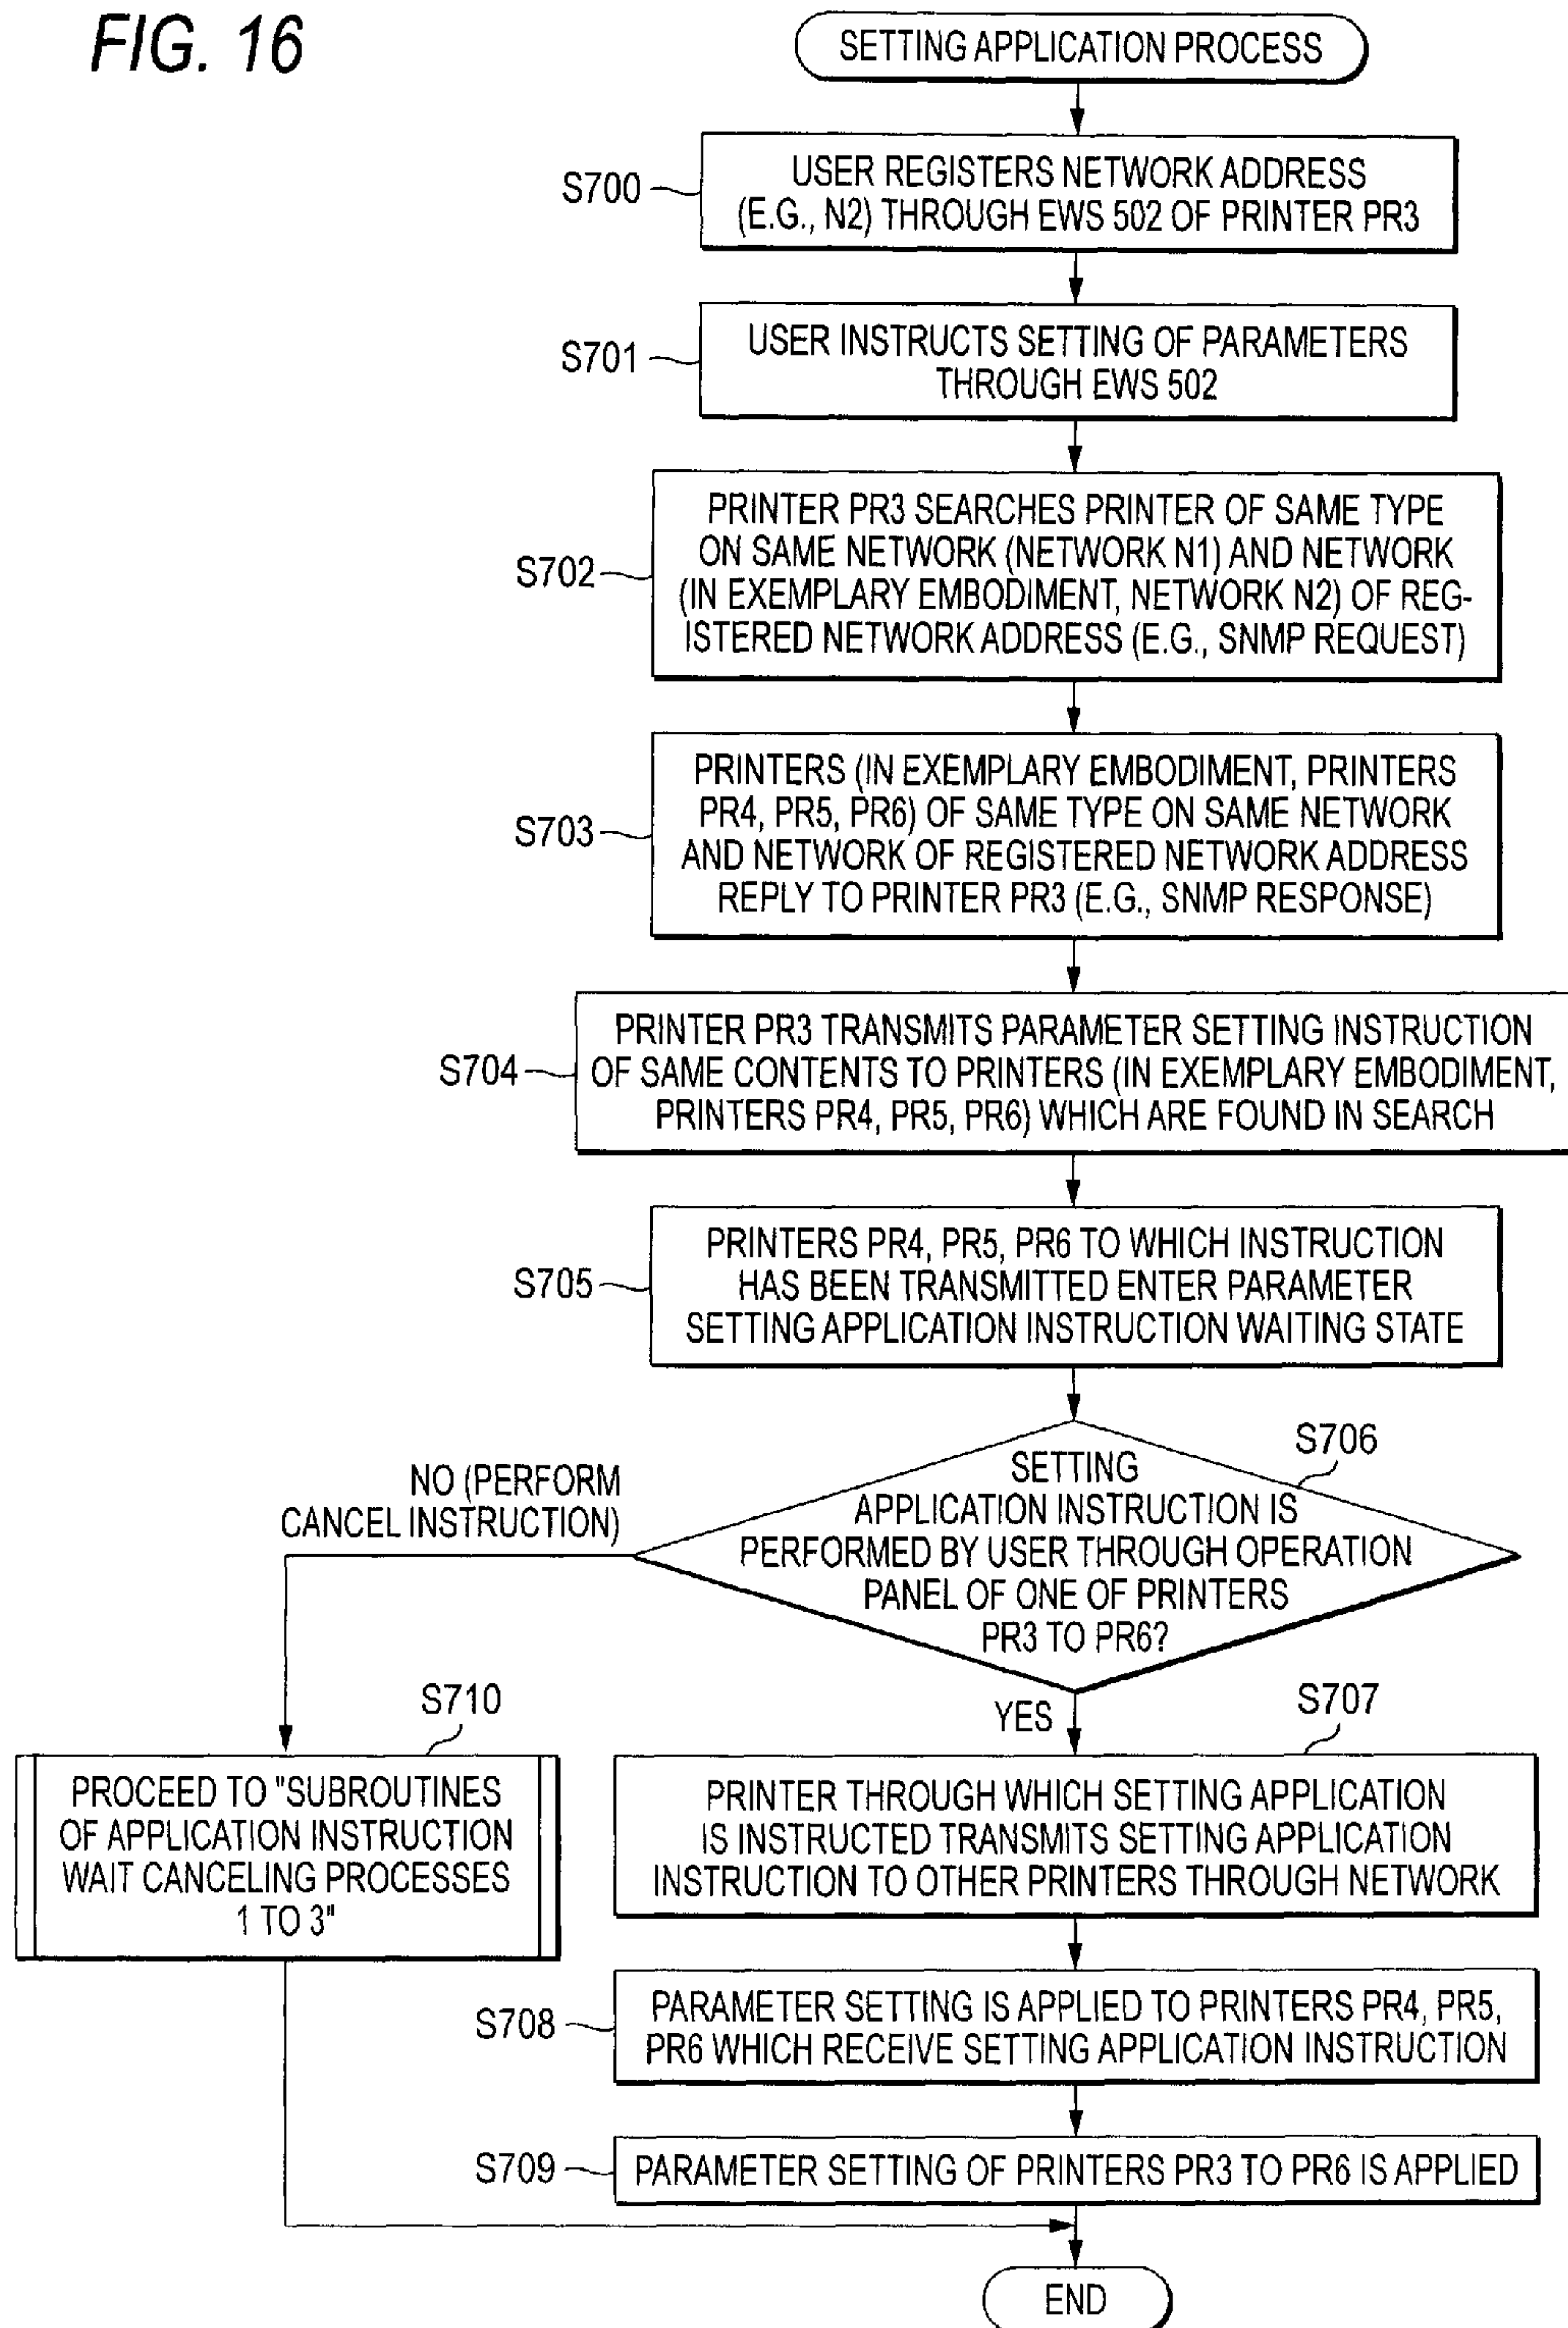 FIG. 16
SETTING APPLICATION PROCESS
S700
USER REGISTERS NETWORK ADDRESS
(E.G., N2) THROUGH EWS 502 OF PRINTER PR3
S701
USER INSTRUCTS SETTING OF PARAMETERS
THROUGH EWS 502
S702
PRINTER PR3 SEARCHES PRINTER OF SAME TYPE
ON SAME NETWORK (NETWORK N1) AND NETWORK
(IN EXEMPLARY EMBODIMENT, NETWORK N2) OF REG-
ISTERED NETWORK ADDRESS (E.G., SNMP REQUEST)
S703
PRINTERS (IN EXEMPLARY EMBODIMENT, PRINTERS
PR4, PR5, PR6) OF SAME TYPE ON SAME NETWORK
AND NETWORK OF REGISTERED NETWORK ADDRESS
REPLY TO PRINTER PR3 (E.G., SNMP RESPONSE)
S704
PRINTER PR3 TRANSMITS PARAMETER SETTING INSTRUCTION
OF SAME CONTENTS TO PRINTERS (IN EXEMPLARY EMBODIMENT,
PRINTERS PR4, PR5, PR6) WHICH ARE FOUND IN SEARCH
S705
PRINTERS PR4, PR5, PR6 TO WHICH INSTRUCTION
HAS BEEN TRANSMITTED ENTER PARAMETER
SETTING APPLICATION INSTRUCTION WAITING STATE
S706
SETTING
APPLICATION INSTRUCTION IS
PERFORMED BY USER THROUGH OPERATION
PANEL OF ONE OF PRINTERS
PR3 TO PR6?
NO (PERFORM
CANCEL INSTRUCTION)
YES
S710
PROCEED TO "SUBROUTINES
OF APPLICATION INSTRUCTION
WAIT CANCELING PROCESSES
1 TO 3"
S707
PRINTER THROUGH WHICH SETTING APPLICATION
IS INSTRUCTED TRANSMITS SETTING APPLICATION
INSTRUCTION TO OTHER PRINTERS THROUGH NETWORK
S708
PARAMETER SETTING IS APPLIED TO PRINTERS PR4, PR5,
PR6 WHICH RECEIVE SETTING APPLICATION INSTRUCTION
S709
PARAMETER SETTING OF PRINTERS PR3 TO PR6 IS APPLIED
END